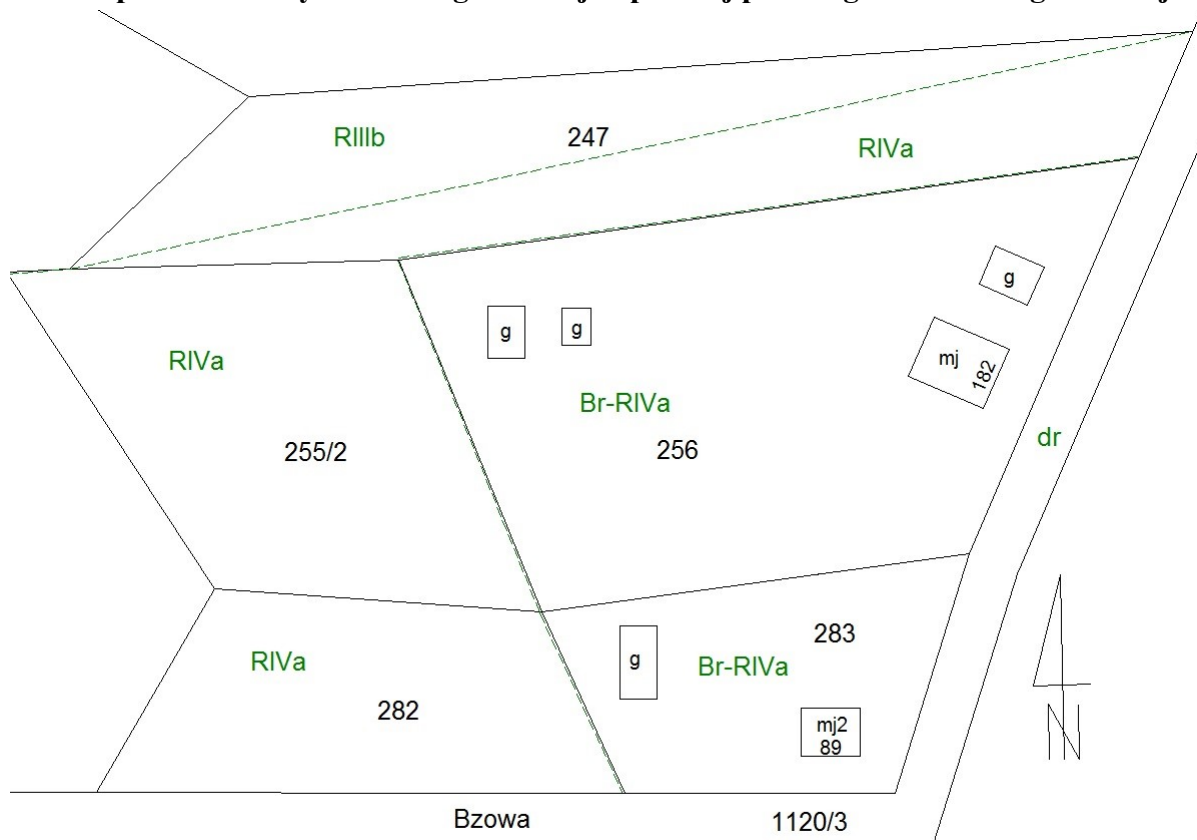 RIIIb
247
RIVa
g
RIVa
g
g
mj
182
Br-RIVa
255/2
256
dr
283
RIVa
g
Br-RIVa
282
mj2
89
N
Bzowa
1120/3